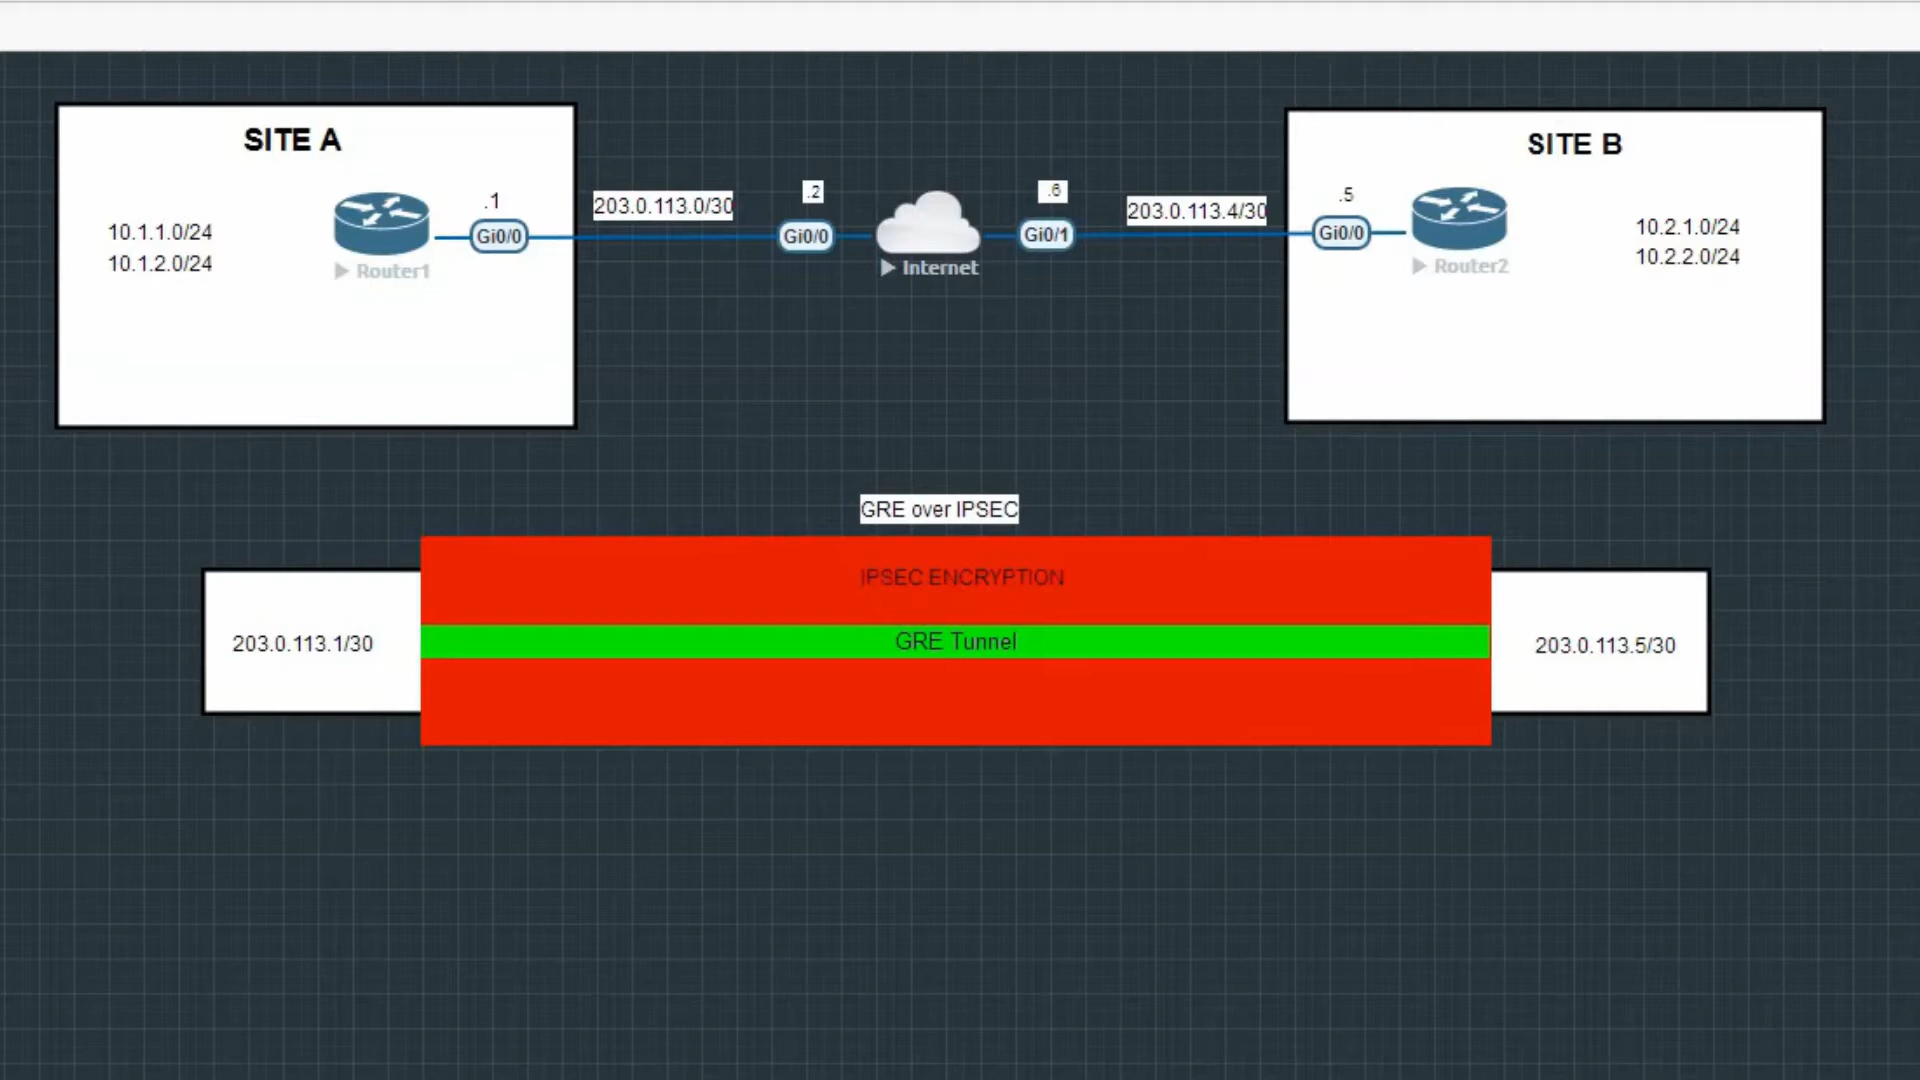 SITE A
10.1.1.0/24
10.1.2.0/24
Router1
.1
Gi0/0
203.0.113.0/30
.2
Gi0/0
Internet
.6
Gi0/1
203.0.113.4/30
SITE B
.5
Gi0/0
Router2
10.2.1.0/24
10.2.2.0/24
GRE over IPSEC
IPSEC ENCRYPTION
203.0.113.1/30
GRE Tunnel
203.0.113.5/30